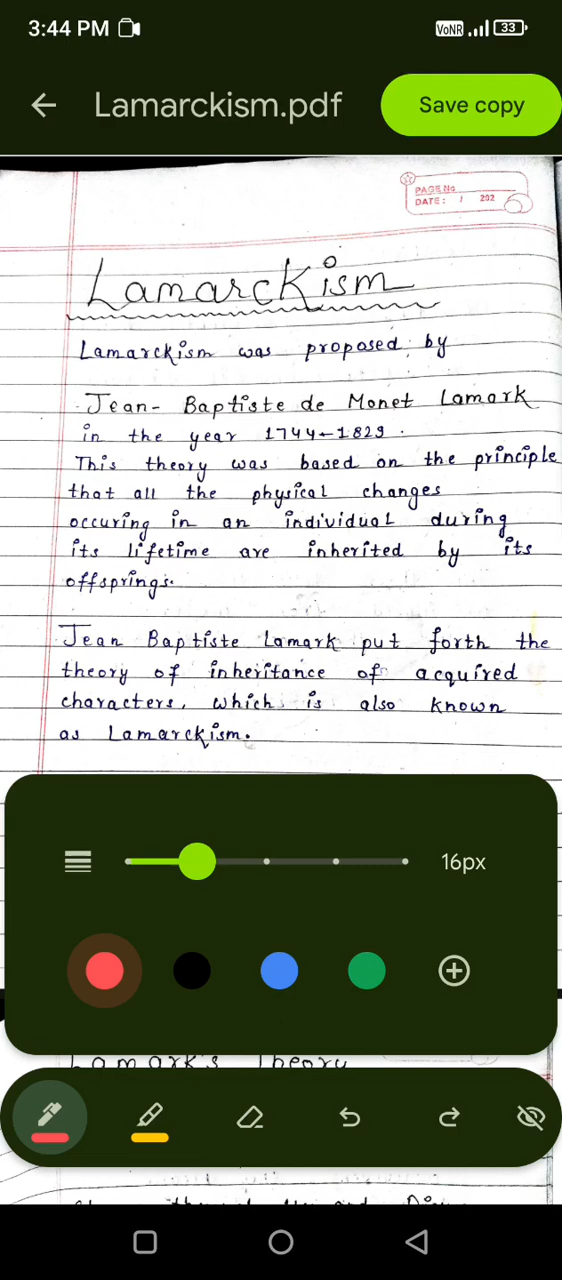 3:44 PM
VoNR 33
Lamarckism.pdf
Save copy
PAGE No
DATE: / 202
Lamarckism
Lamarckism was proposed by
Jean- Baptiste de Monet Lamark
in the year 1744-1829.
This theory was based on the principle
that all the physical changes
occuring in an individual during
its lifetime are inherited by its
offsprings.
Jean Baptiste Lamark put forth the
theory of inheritance of acquired
characters, which is also known
as Lamarckism.
16px
Lamark's Theory